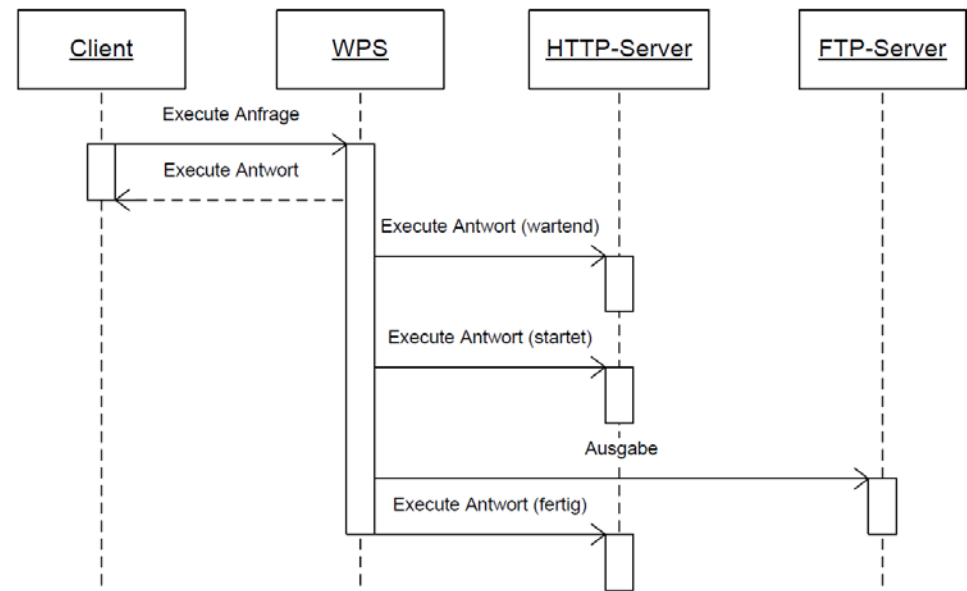 Client
WPS
HTTP-Server
FTP-Server
Execute Anfrage
Execute Antwort
Execute Antwort (wartend)
Execute Antwort (startet)
Ausgabe
Execute Antwort (fertig)